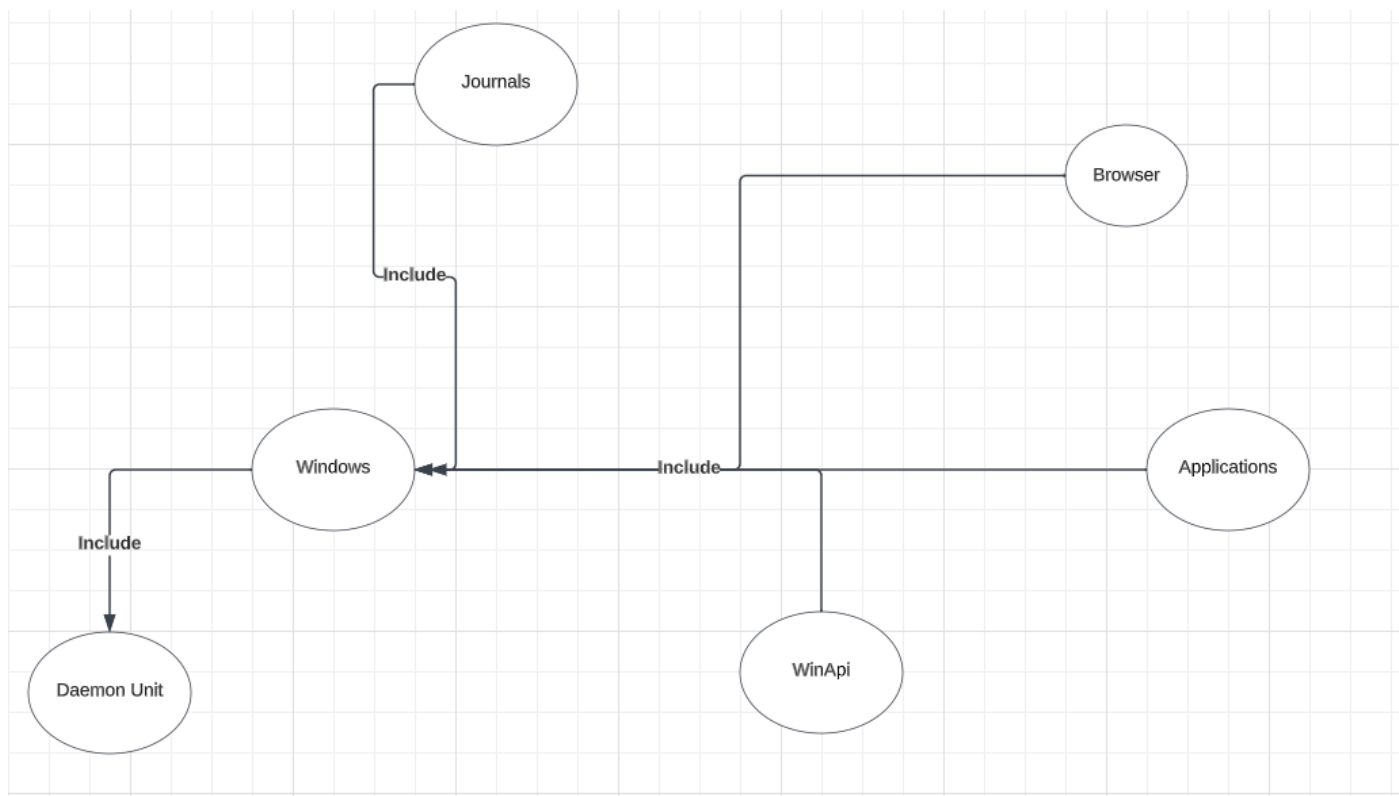 Journals
Browser
Include
Windows
Include
Applications
Include
Daemon Unit
WinApi